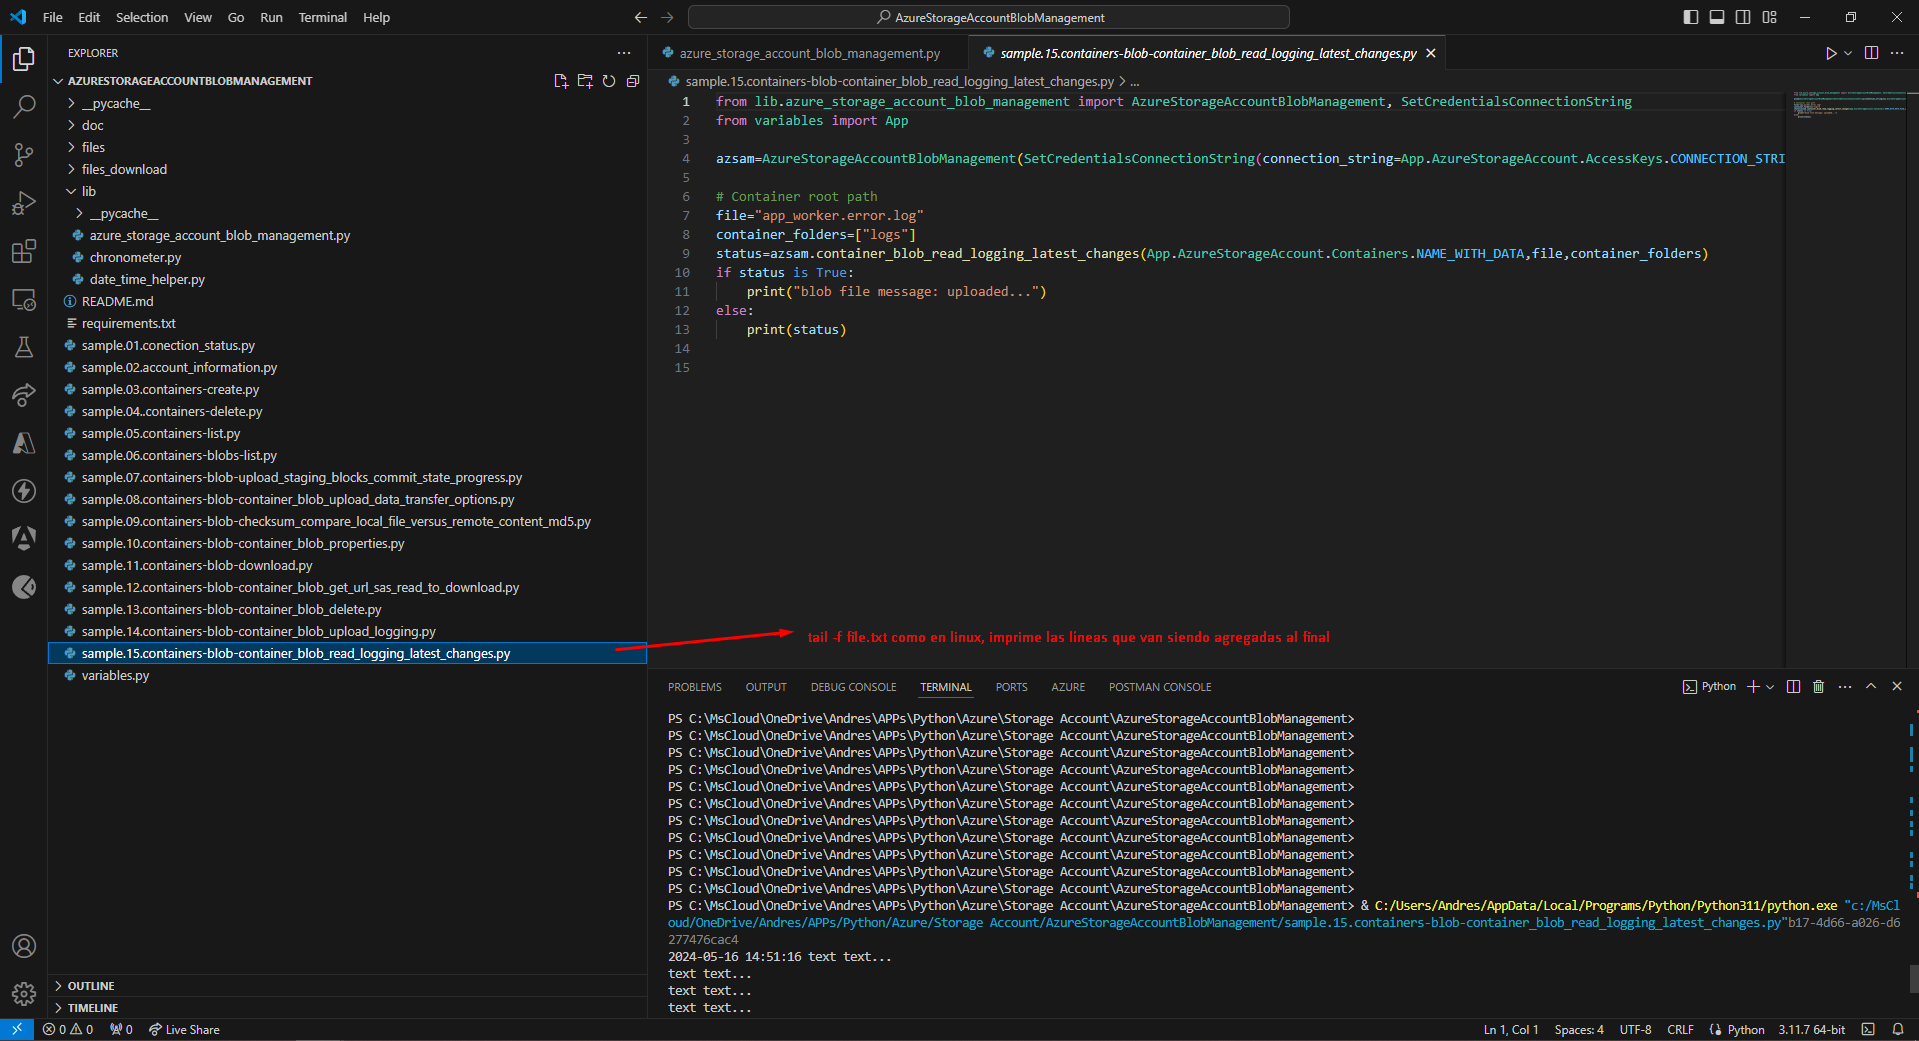 File Edit Selection View Go Run Terminal Help
AzureStorageAccountBlobManagement
EXPLORER
AZURESTORAGEACCOUNTBLOBMANAGEMENT
__pycache__
doc
files
files_download
lib
__pycache__
azure_storage_account_blob_management.py
chronometer.py
date_time_helper.py
README.md
requirements.txt
sample.01.conection_status.py
sample.02.account_information.py
sample.03.containers-create.py
sample.04..containers-delete.py
sample.05.containers-list.py
sample.06.containers-blobs-list.py
sample.07.containers-blob-upload_staging_blocks_commit_state_progress.py
sample.08.containers-blob-container_blob_upload_data_transfer_options.py
sample.09.containers-blob-checksum_compare_local_file_versus_remote_content_md5.py
sample.10.containers-blob-container_blob_properties.py
sample.11.containers-blob-download.py
sample.12.containers-blob-container_blob_get_url_sas_read_to_download.py
sample.13.containers-blob-container_blob_delete.py
sample.14.containers-blob-container_blob_upload_logging.py
sample.15.containers-blob-container_blob_read_logging_latest_changes.py
variables.py
OUTLINE
TIMELINE
azure_storage_account_blob_management.py
sample.15.containers-blob-container_blob_read_logging_latest_changes.py
sample.15.containers-blob-container_blob_read_logging_latest_changes.py > ...
1 from lib.azure_storage_account_blob_management import AzureStorageAccountBlobManagement, SetCredentialsConnectionString
2 from variables import App
3
4 azsam=AzureStorageAccountBlobManagement(SetCredentialsConnectionString(connection_string=App.AzureStorageAccount.AccessKeys.CONNECTION_STRI
5
6 # Container root path
7 file="app_worker.error.log"
8 container_folders=["logs"]
9 status=azsam.container_blob_read_logging_latest_changes(App.AzureStorageAccount.Containers.NAME_WITH_DATA,file,container_folders)
10 if status is True:
11 print("blob file message: uploaded...")
12 else:
13 print(status)
14
15
tail -f file.txt como en linux, imprime las lineas que van siendo agregadas al final
PROBLEMS OUTPUT DEBUG CONSOLE TERMINAL PORTS AZURE POSTMAN CONSOLE
Python
PS C:\MsCloud\OneDrive\Andres\APPs\Python\Azure\Storage Account\AzureStorageAccountBlobManagement>
PS C:\MsCloud\OneDrive\Andres\APPs\Python\Azure\Storage Account\AzureStorageAccountBlobManagement>
PS C:\MsCloud\OneDrive\Andres\APPs\Python\Azure\Storage Account\AzureStorageAccountBlobManagement>
PS C:\MsCloud\OneDrive\Andres\APPs\Python\Azure\Storage Account\AzureStorageAccountBlobManagement>
PS C:\MsCloud\OneDrive\Andres\APPs\Python\Azure\Storage Account\AzureStorageAccountBlobManagement>
PS C:\MsCloud\OneDrive\Andres\APPs\Python\Azure\Storage Account\AzureStorageAccountBlobManagement>
PS C:\MsCloud\OneDrive\Andres\APPs\Python\Azure\Storage Account\AzureStorageAccountBlobManagement>
PS C:\MsCloud\OneDrive\Andres\APPs\Python\Azure\Storage Account\AzureStorageAccountBlobManagement>
PS C:\MsCloud\OneDrive\Andres\APPs\Python\Azure\Storage Account\AzureStorageAccountBlobManagement>
PS C:\MsCloud\OneDrive\Andres\APPs\Python\Azure\Storage Account\AzureStorageAccountBlobManagement>
PS C:\MsCloud\OneDrive\Andres\APPs\Python\Azure\Storage Account\AzureStorageAccountBlobManagement>
PS C:\MsCloud\OneDrive\Andres\APPs\Python\Azure\Storage Account\AzureStorageAccountBlobManagement> & C:/Users/Andres/AppData/Local/Programs/Python/Python311/python.exe "c:/MsCl
oud/OneDrive/Andres/APPs/Python/Azure/Storage Account/AzureStorageAccountBlobManagement/sample.15.containers-blob-container_blob_read_logging_latest_changes.py"b17-4d66-a026-d6
277476cac4
2024-05-16 14:51:16 text text...
text text...
text text...
text text...
0 0 0 Live Share
Ln 1, Col 1 Spaces: 4 UTF-8 CRLF Python 3.11.7 64-bit